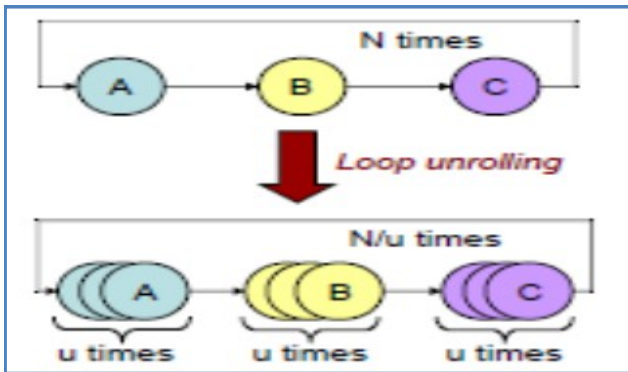 N times
A B C
Loop unrolling
N/u times
A B C
u times u times u times